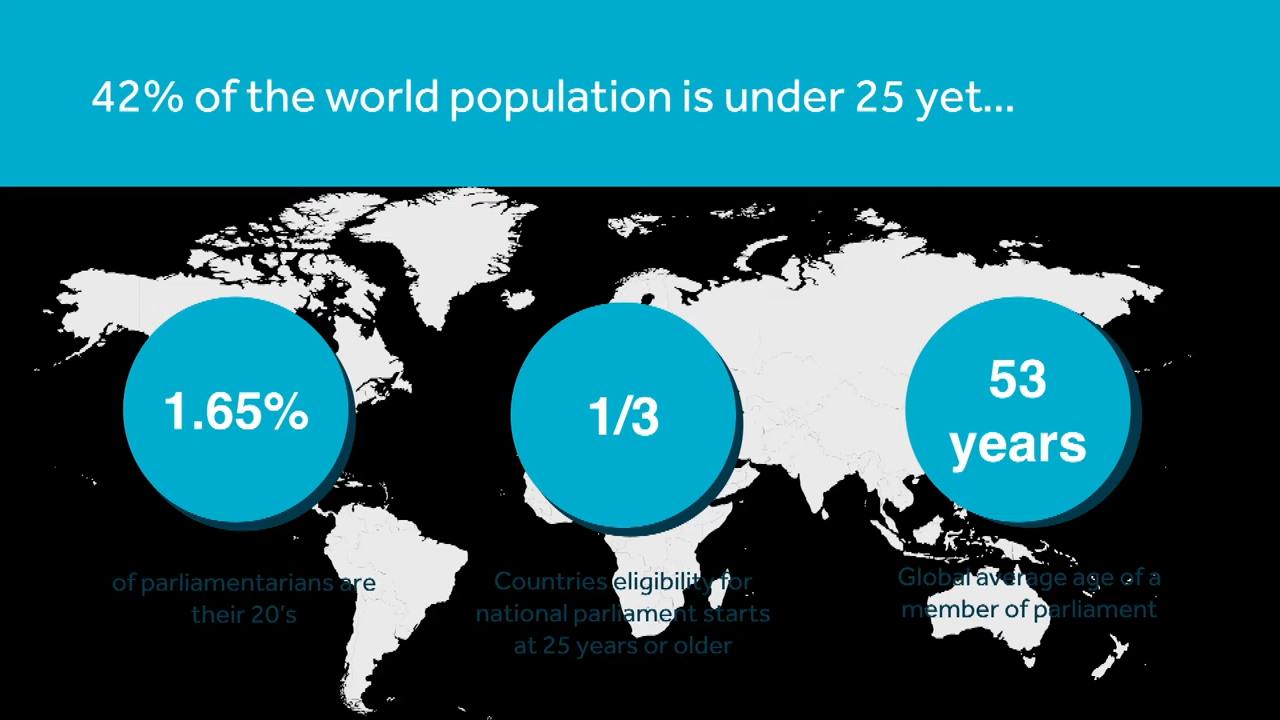 42% of the world population is under 25 yet...
1.65%
of parliamentarians are
their 20's
1/3
Countries eligibility for
national parliament starts
at 25 years or older
53
years
Global average age of a
member of parliament